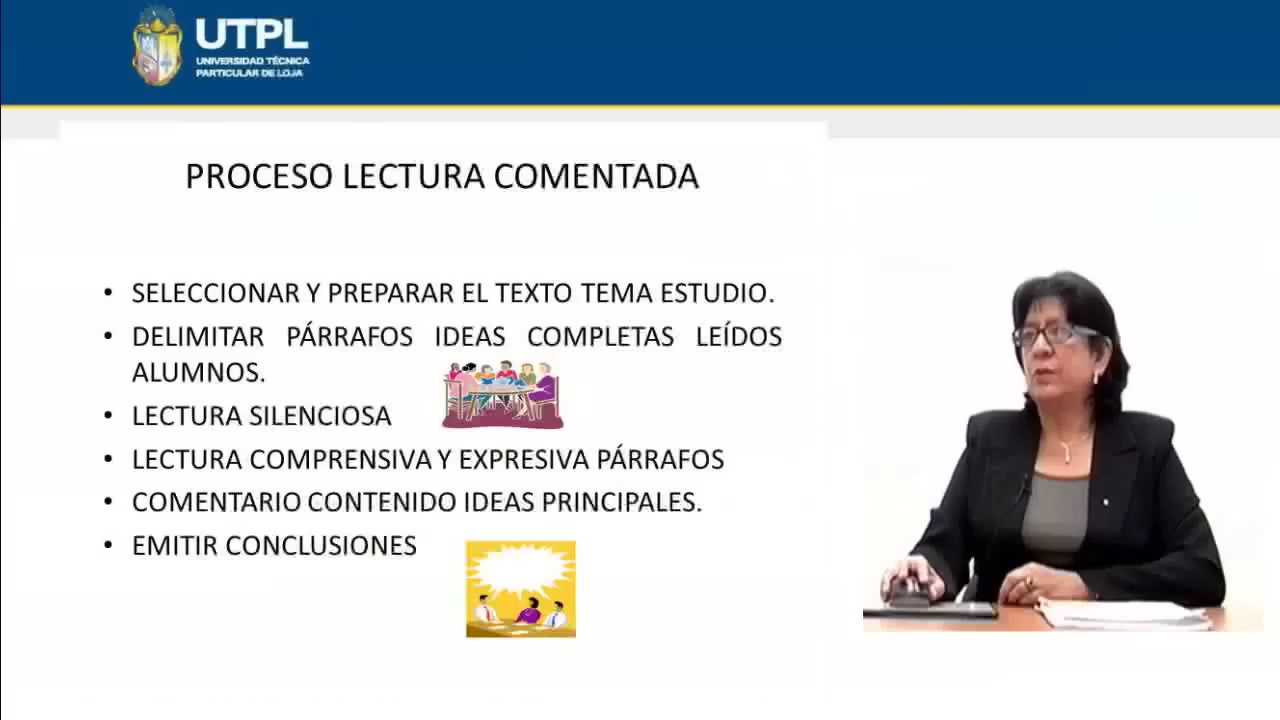 UTPL
UNIVERSIDAD TÉCNICA
PARTICULAR DE LOJA
PROCESO LECTURA COMENTADA
• SELECCIONAR Y PREPARAR EL TEXTO TEMA ESTUDIO.
• DELIMITAR PÁRRAFOS IDEAS COMPLETAS LEÍDOS
ALUMNOS.
• LECTURA SILENCIOSA
• LECTURA COMPRENSIVA Y EXPRESIVA PÁRRAFOS
• COMENTARIO CONTENIDO IDEAS PRINCIPALES.
• EMITIR CONCLUSIONES